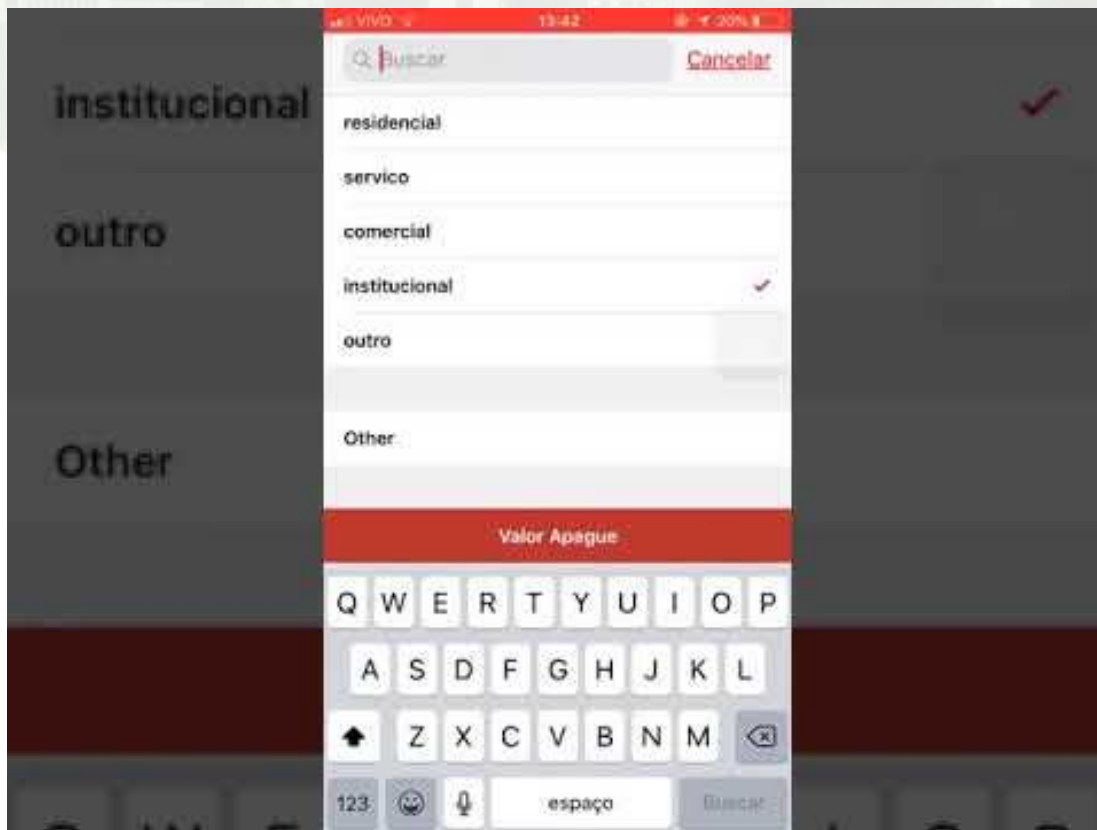 VIVO 13:42 20%
Buscar Cancelar
residencial
servico
comercial
institucional
outro
Other
Valor Apague
Q W E R T Y U I O P
A S D F G H J K L
Z X C V B N M
123 espaço Buscar
institucional
outro
Other